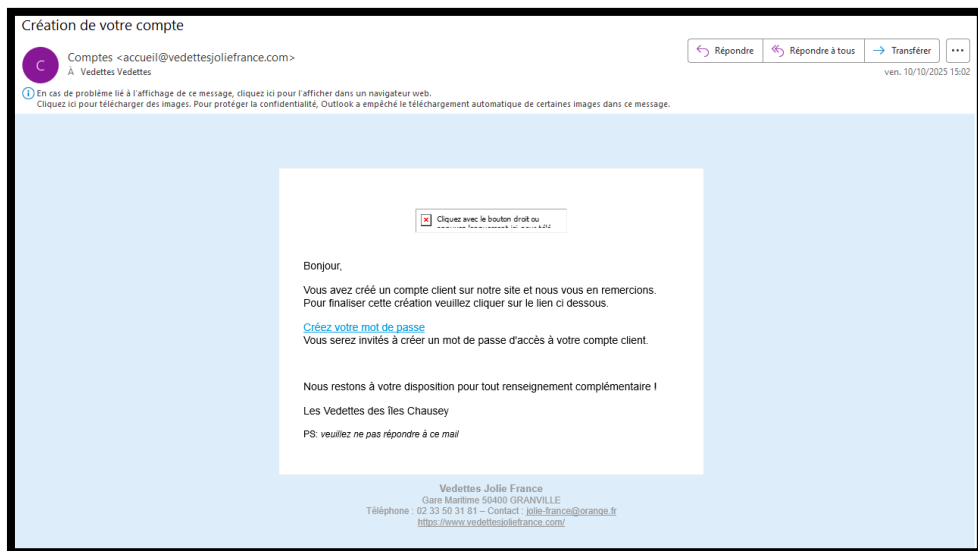 Création de votre compte
C
Comptes <accueil@vedettesjoliefrance.com>
À Vedettes Vedettes
Répondre
Répondre à tous
Transférer
ven. 10/10/2025 15:02
En cas de problème lié à l'affichage de ce message, cliquez ici pour l'afficher dans un navigateur web.
Cliquez ici pour télécharger des images. Pour protéger la confidentialité, Outlook a empêché le téléchargement automatique de certaines images dans ce message.
Cliquez avec le bouton droit ou
Bonjour,
Vous avez créé un compte client sur notre site et nous vous en remercions.
Pour finaliser cette création veuillez cliquer sur le lien ci dessous.
Créez votre mot de passe
Vous serez invités à créer un mot de passe d'accès à votre compte client.
Nous restons à votre disposition pour tout renseignement complémentaire !
Les Vedettes des îles Chausey
PS: veuillez ne pas répondre à ce mail
Vedettes Jolie France
Gare Maritime 50400 GRANVILLE
Téléphone : 02 33 50 31 81 – Contact : jolie-france@orange.fr
https://www.vedettesjoliefrance.com/